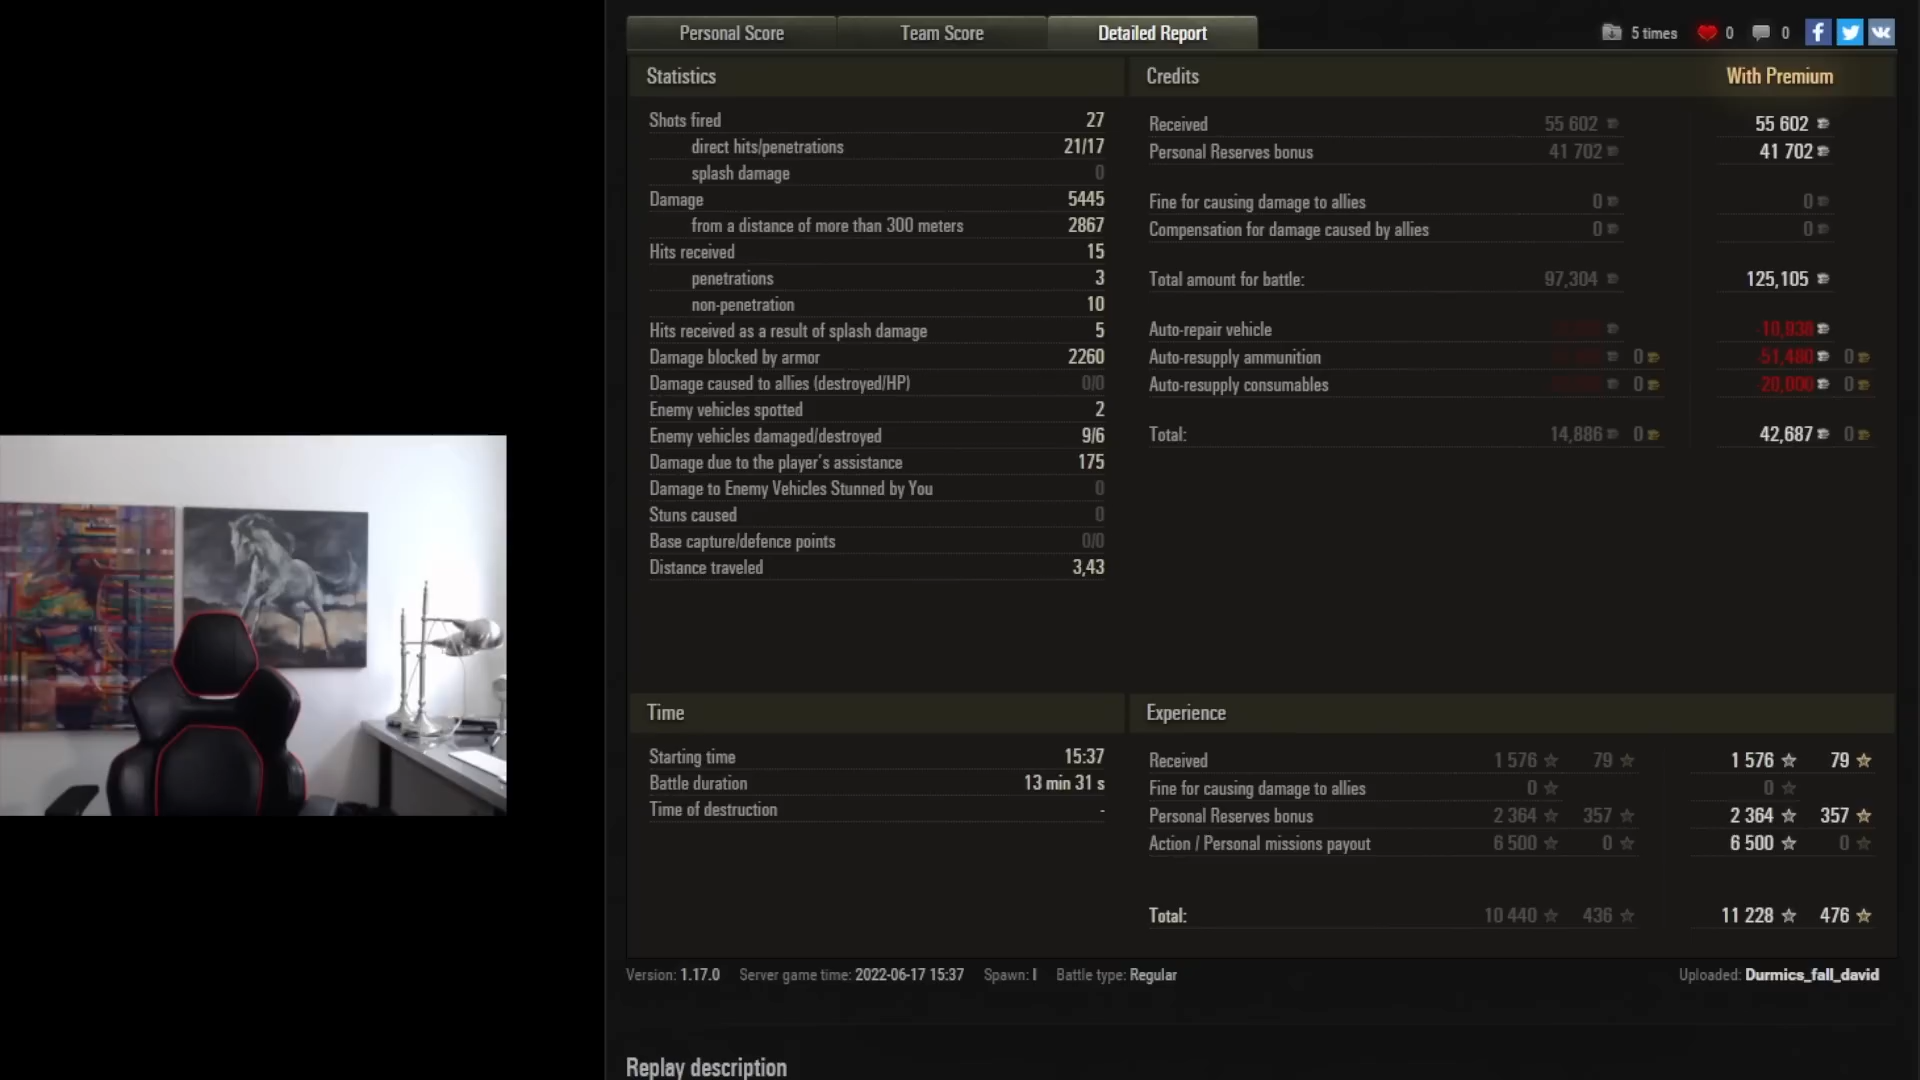 Personal Score Team Score Detailed Report 5 times 0 0
Statistics
Shots fired 27
direct hits/penetrations 21/17
splash damage 0
Damage 5445
from a distance of more than 300 meters 2867
Hits received 15
penetrations 3
non-penetration 10
Hits received as a result of splash damage 5
Damage blocked by armor 2260
Damage caused to allies (destroyed/HP) 0/0
Enemy vehicles spotted 2
Enemy vehicles damaged/destroyed 9/6
Damage due to the player's assistance 175
Damage to Enemy Vehicles Stunned by You 0
Stuns caused 0
Base capture/defence points 0/0
Distance traveled 3,43
Credits With Premium
Received 55 602 55 602
Personal Reserves bonus 41 702 41 702
Fine for causing damage to allies 0 0
Compensation for damage caused by allies 0 0
Total amount for battle: 97,304 125,105
Auto-repair vehicle -10,938
Auto-resupply ammunition 0 -51,480 0
Auto-resupply consumables 0 -20,000 0
Total: 14,886 0 42,687 0
Time
Starting time 15:37
Battle duration 13 min 31 s
Time of destruction -
Experience
Received 1 576 79 1 576 79
Fine for causing damage to allies 0 0
Personal Reserves bonus 2 364 357 2 364 357
Action / Personal missions payout 6 500 0 6 500 0
Total: 10 440 436 11 228 476
Version: 1.17.0 Server game time: 2022-06-17 15:37 Spawn: I Battle type: Regular Uploaded: Durmics_fall_david
Replay description